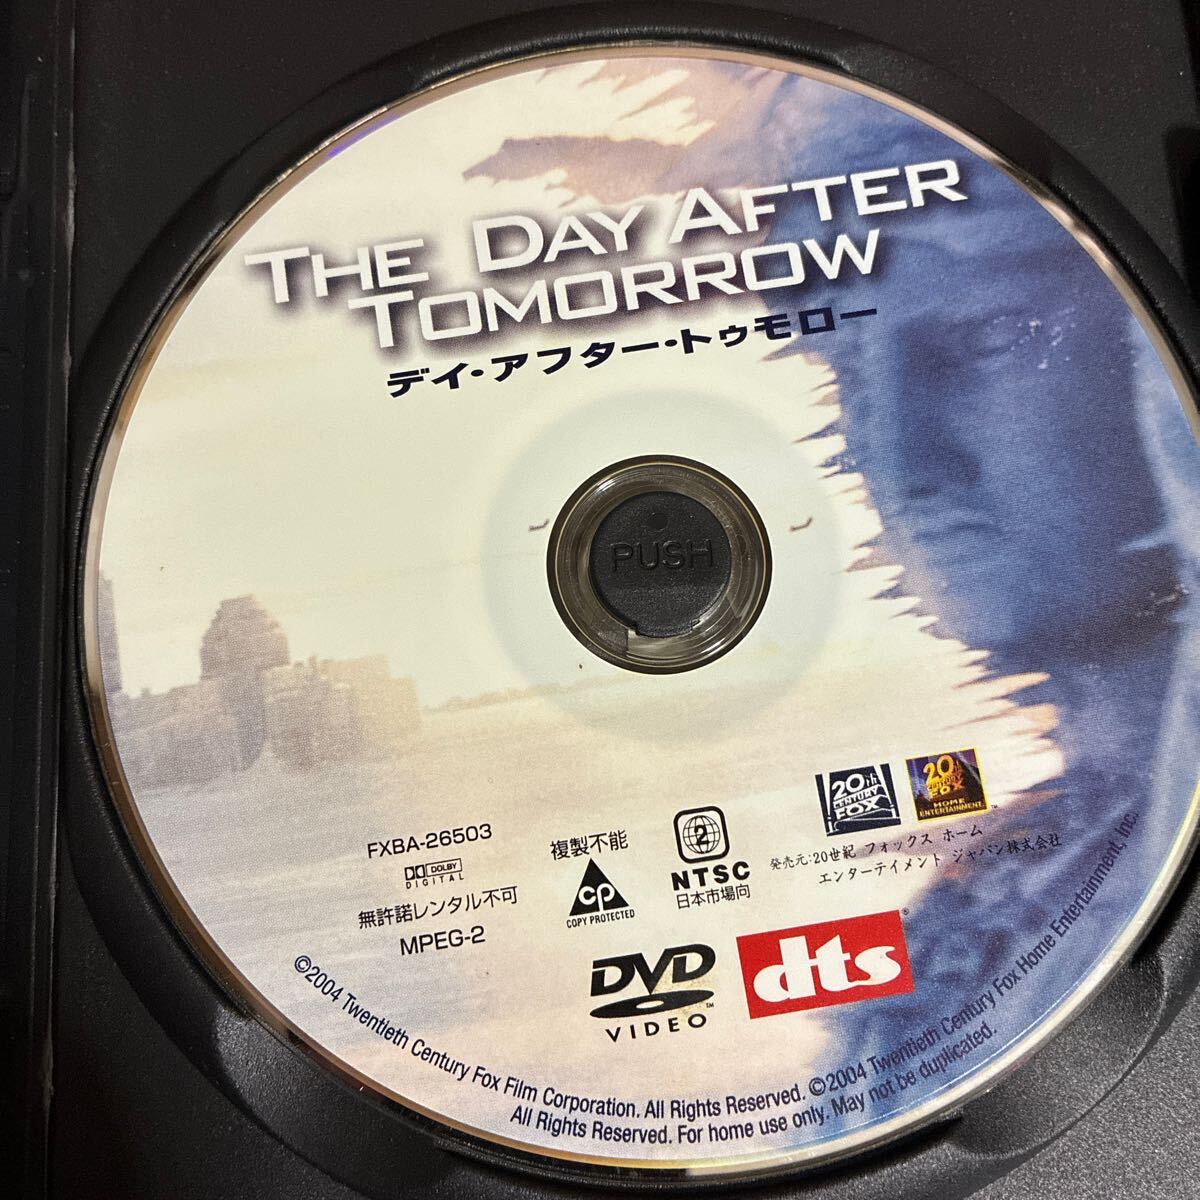 THE DAY AFTER
TOMORROW
デイ・アフター・トゥモロー
PUSH
FXBA-26503
DOLBY
DIGITAL
無許諾レンタル不可
MPEG-2
複製不能
CP
COPY PROTECTED
2
NTSC
日本市場向
20th
CENTURY
FOX
20th
CENTURY
FOX
HOME
ENTERTAINMENT™
発売元:20世紀 フォックス ホーム
エンターテイメント ジャパン株式会社
DVD
VIDEO™
dts®
©2004 Twentieth Century Fox Film Corporation. All Rights Reserved. ©2004 Twentieth Century Fox Home Entertainment, Inc.
All Rights Reserved. For home use only. May not be duplicated.